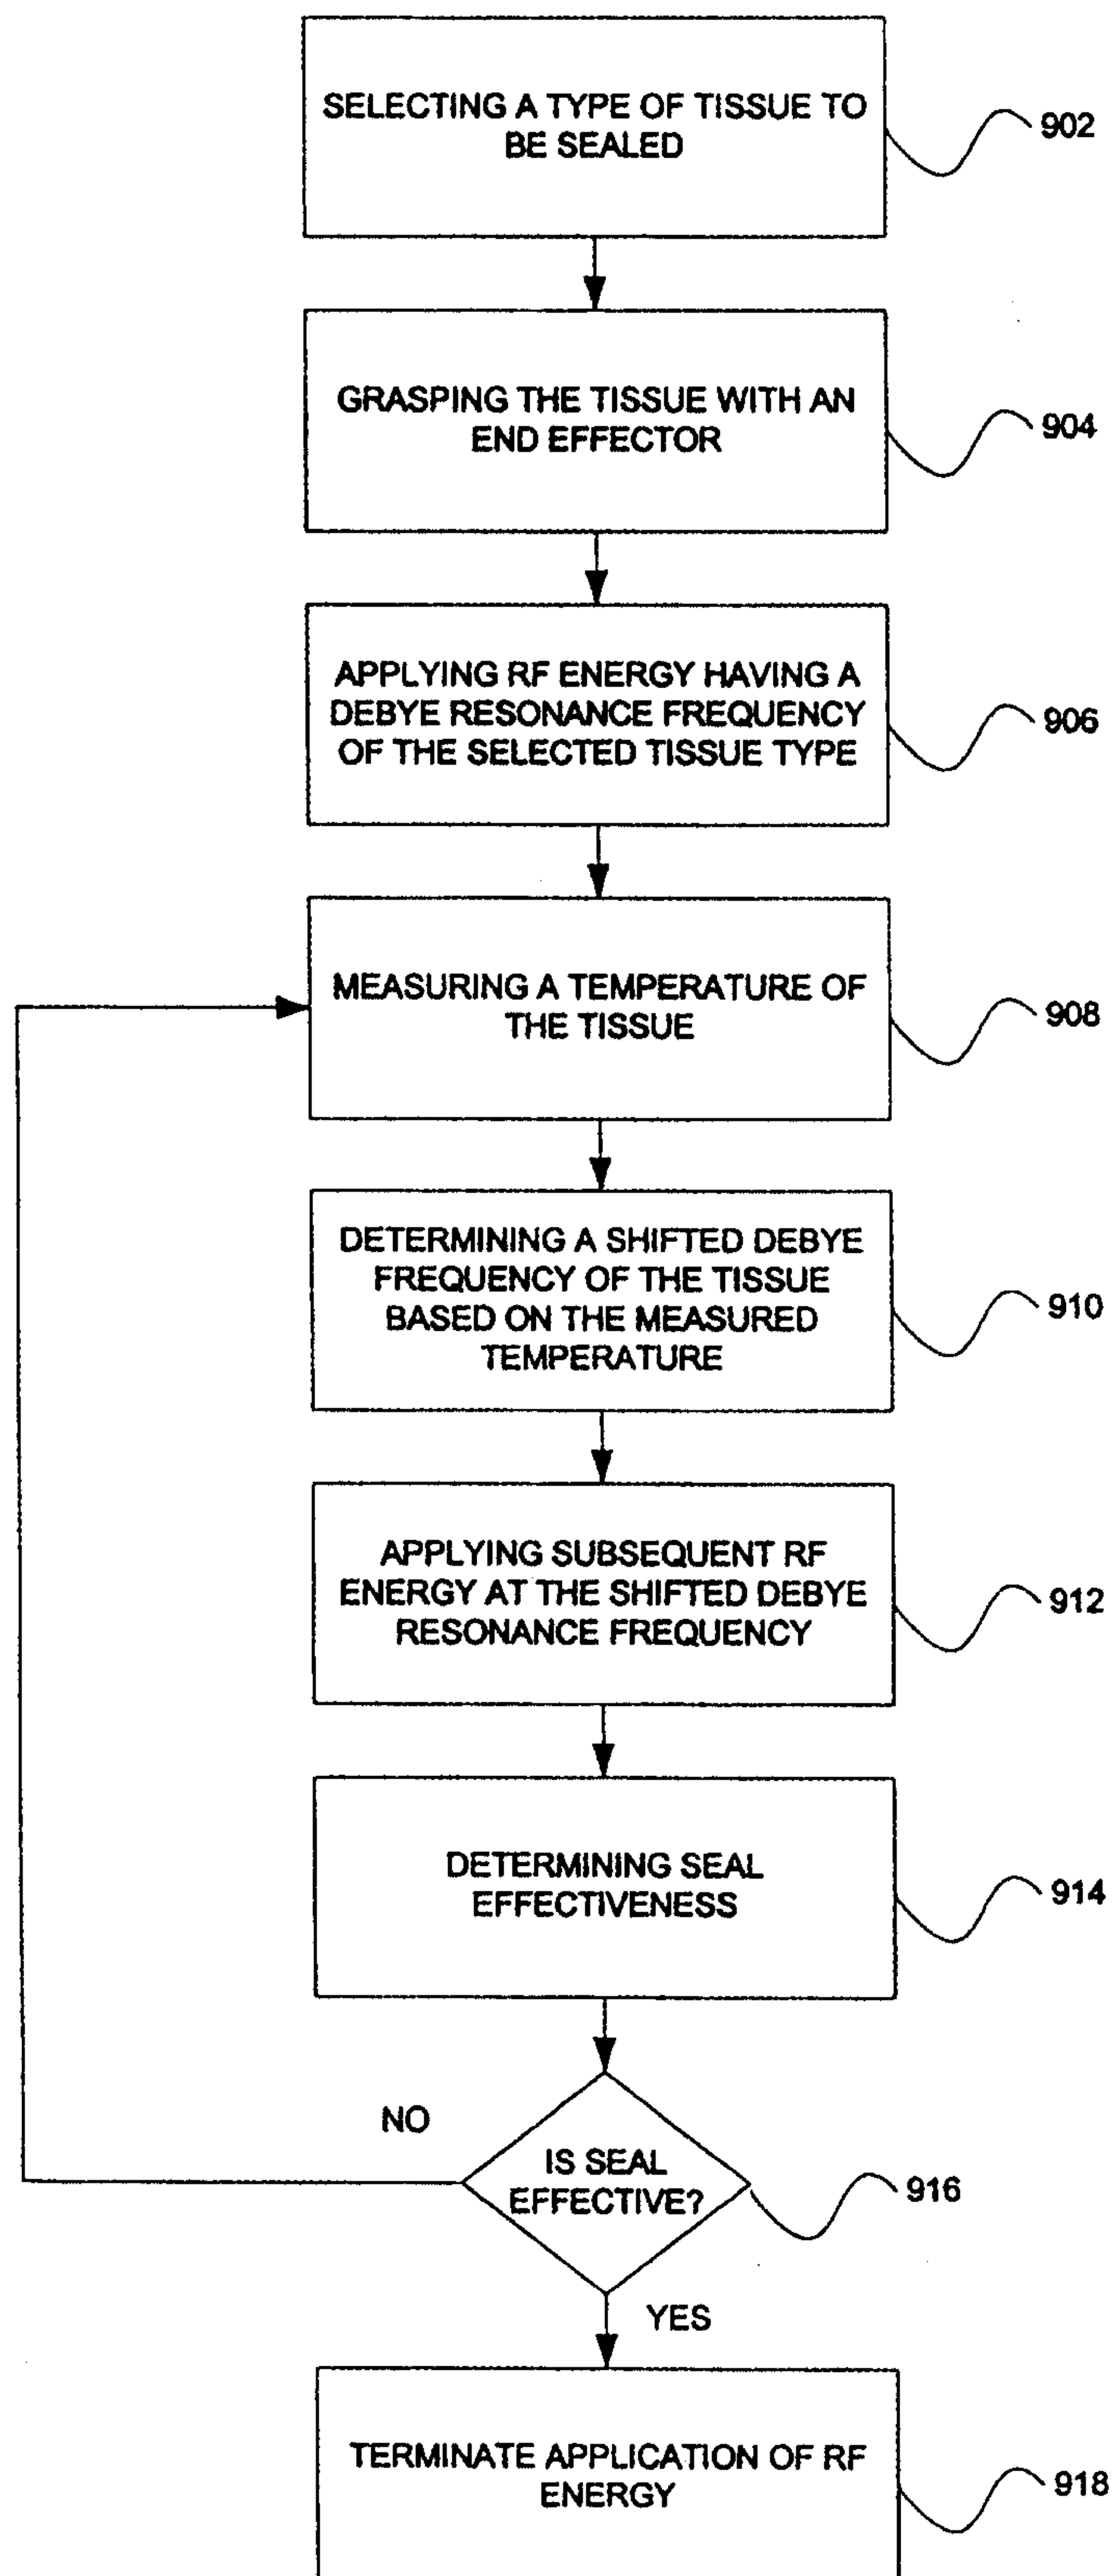 SELECTING A TYPE OF TISSUE TO
BE SEALED
902
GRASPING THE TISSUE WITH AN
END EFFECTOR
904
APPLYING RF ENERGY HAVING A
DEBYE RESONANCE FREQUENCY
OF THE SELECTED TISSUE TYPE
906
MEASURING A TEMPERATURE OF
THE TISSUE
908
DETERMINING A SHIFTED DEBYE
FREQUENCY OF THE TISSUE
BASED ON THE MEASURED
TEMPERATURE
910
APPLYING SUBSEQUENT RF
ENERGY AT THE SHIFTED DEBYE
RESONANCE FREQUENCY
912
DETERMINING SEAL
EFFECTIVENESS
914
NO
IS SEAL
EFFECTIVE?
916
YES
TERMINATE APPLICATION OF RF
ENERGY
918